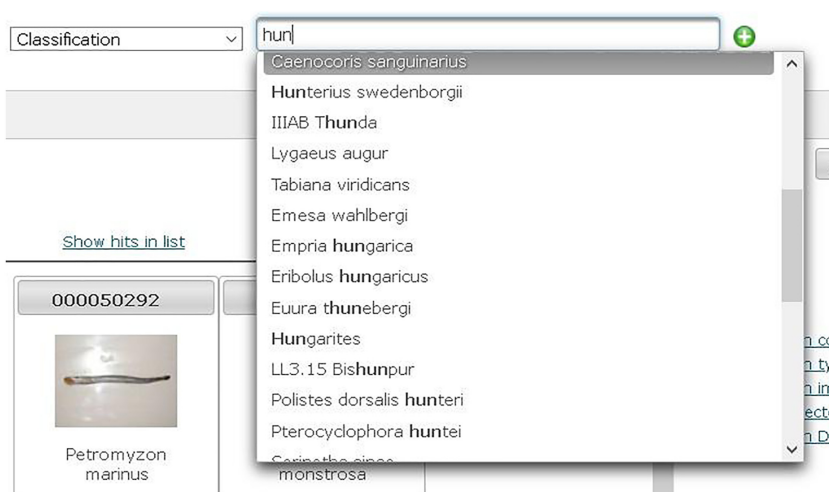 Classification
hun
Caenocoris sanguinarius
Hunterius swedenborgii
IIIAB Thunda
Lygaeus augur
Tabiana viridicans
Emesa wahlbergi
Empria hungarica
Eribolus hungaricus
Euura thunebergi
Hungarites
LL3.15 Bishunpur
Polistes dorsalis hunteri
Pterocyclophora huntei
Show hits in list
000050292
Petromyzon
marinus
monstrosa